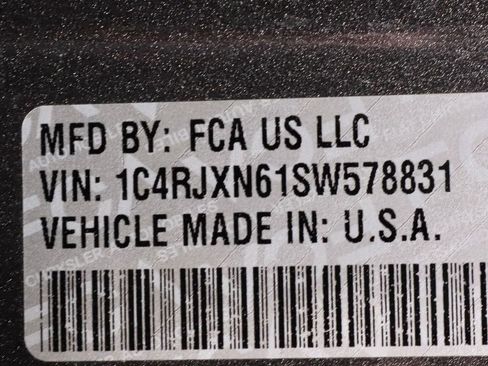 MFD BY: FCA US LLC
VIN: 1C4RJXN61SW578831
VEHICLE MADE IN: U.S.A.